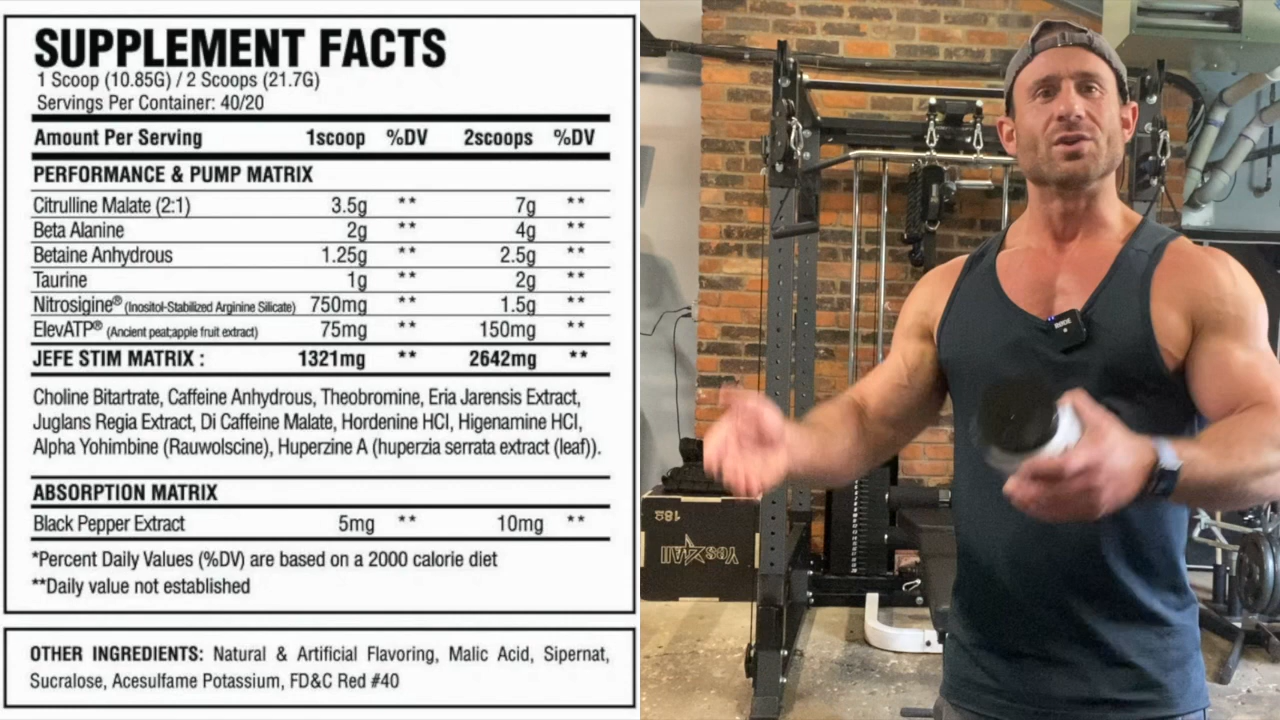 SUPPLEMENT FACTS
1 Scoop (10.85G) / 2 Scoops (21.7G)
Servings Per Container: 40/20
Amount Per Serving 1scoop %DV 2scoops %DV
PERFORMANCE & PUMP MATRIX
Citrulline Malate (2:1) 3.5g ** 7g **
Beta Alanine 2g ** 4g **
Betaine Anhydrous 1.25g ** 2.5g **
Taurine 1g ** 2g **
Nitrosigine® (Inositol-Stabilized Arginine Silicate) 750mg ** 1.5g **
ElevATP® (Ancient peat;apple fruit extract) 75mg ** 150mg **
JEFE STIM MATRIX : 1321mg ** 2642mg **
Choline Bitartrate, Caffeine Anhydrous, Theobromine, Eria Jarensis Extract,
Juglans Regia Extract, Di Caffeine Malate, Hordenine HCI, Higenamine HCI,
Alpha Yohimbine (Rauwolscine), Huperzine A (huperzia serrata extract (leaf)).
ABSORPTION MATRIX
Black Pepper Extract 5mg ** 10mg **
*Percent Daily Values (%DV) are based on a 2000 calorie diet
**Daily value not established
OTHER INGREDIENTS: Natural & Artificial Flavoring, Malic Acid, Sipernat,
Sucralose, Acesulfame Potassium, FD&C Red #40
RODE
18"
Yes4All